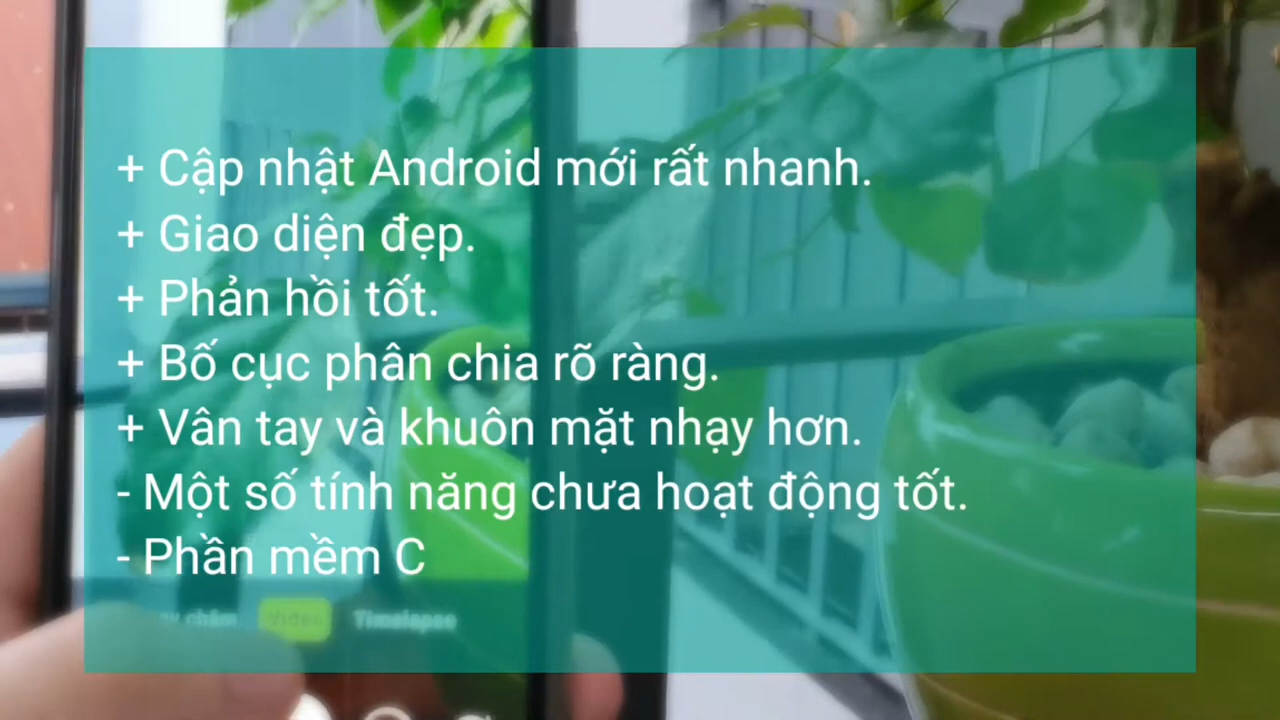 + Cập nhật Android mới rất nhanh.
+ Giao diện đẹp.
+ Phản hồi tốt.
+ Bố cục phân chia rõ ràng.
+ Vân tay và khuôn mặt nhạy hơn.
- Một số tính năng chưa hoạt động tốt.
- Phần mềm C
chậm Video Timelapse